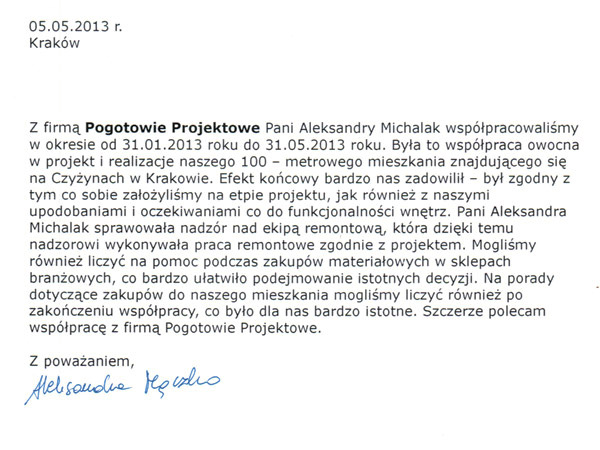 05.05.2013 r.
Kraków
Z firmą Pogotowie Projektowe Pani Aleksandry Michalak współpracowaliśmy
w okresie od 31.01.2013 roku do 31.05.2013 roku. Była to współpraca owocna
w projekt i realizacje naszego 100 – metrowego mieszkania znajdującego się
na Czyżynach w Krakowie. Efekt końcowy bardzo nas zadowilił – był zgodny z
tym co sobie założyliśmy na etpie projektu, jak również z naszymi
upodobaniami i oczekiwaniami co do funkcjonalności wnętrz. Pani Aleksandra
Michalak sprawowała nadzór nad ekipą remontową, która dzięki temu
nadzorowi wykonywała praca remontowe zgodnie z projektem. Mogliśmy
również liczyć na pomoc podczas zakupów materiałowych w sklepach
branżowych, co bardzo ułatwiło podejmowanie istotnych decyzji. Na porady
dotyczące zakupów do naszego mieszkania mogliśmy liczyć również po
zakończeniu współpracy, co było dla nas bardzo istotne. Szczerze polecam
współpracę z firmą Pogotowie Projektowe.
Z poważaniem,
Aleksandra